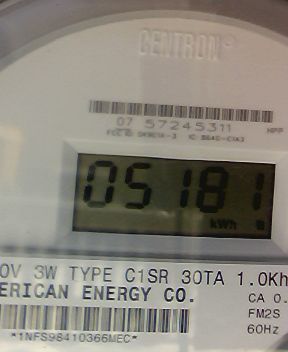 CENTRON®
07 57245311
HPP
05181
kWh
0V 3W TYPE C1SR 30TA 1.0Kh
ERICAN ENERGY CO.
CA 0.
FM2S
60Hz
*1NFS98410366MEC*